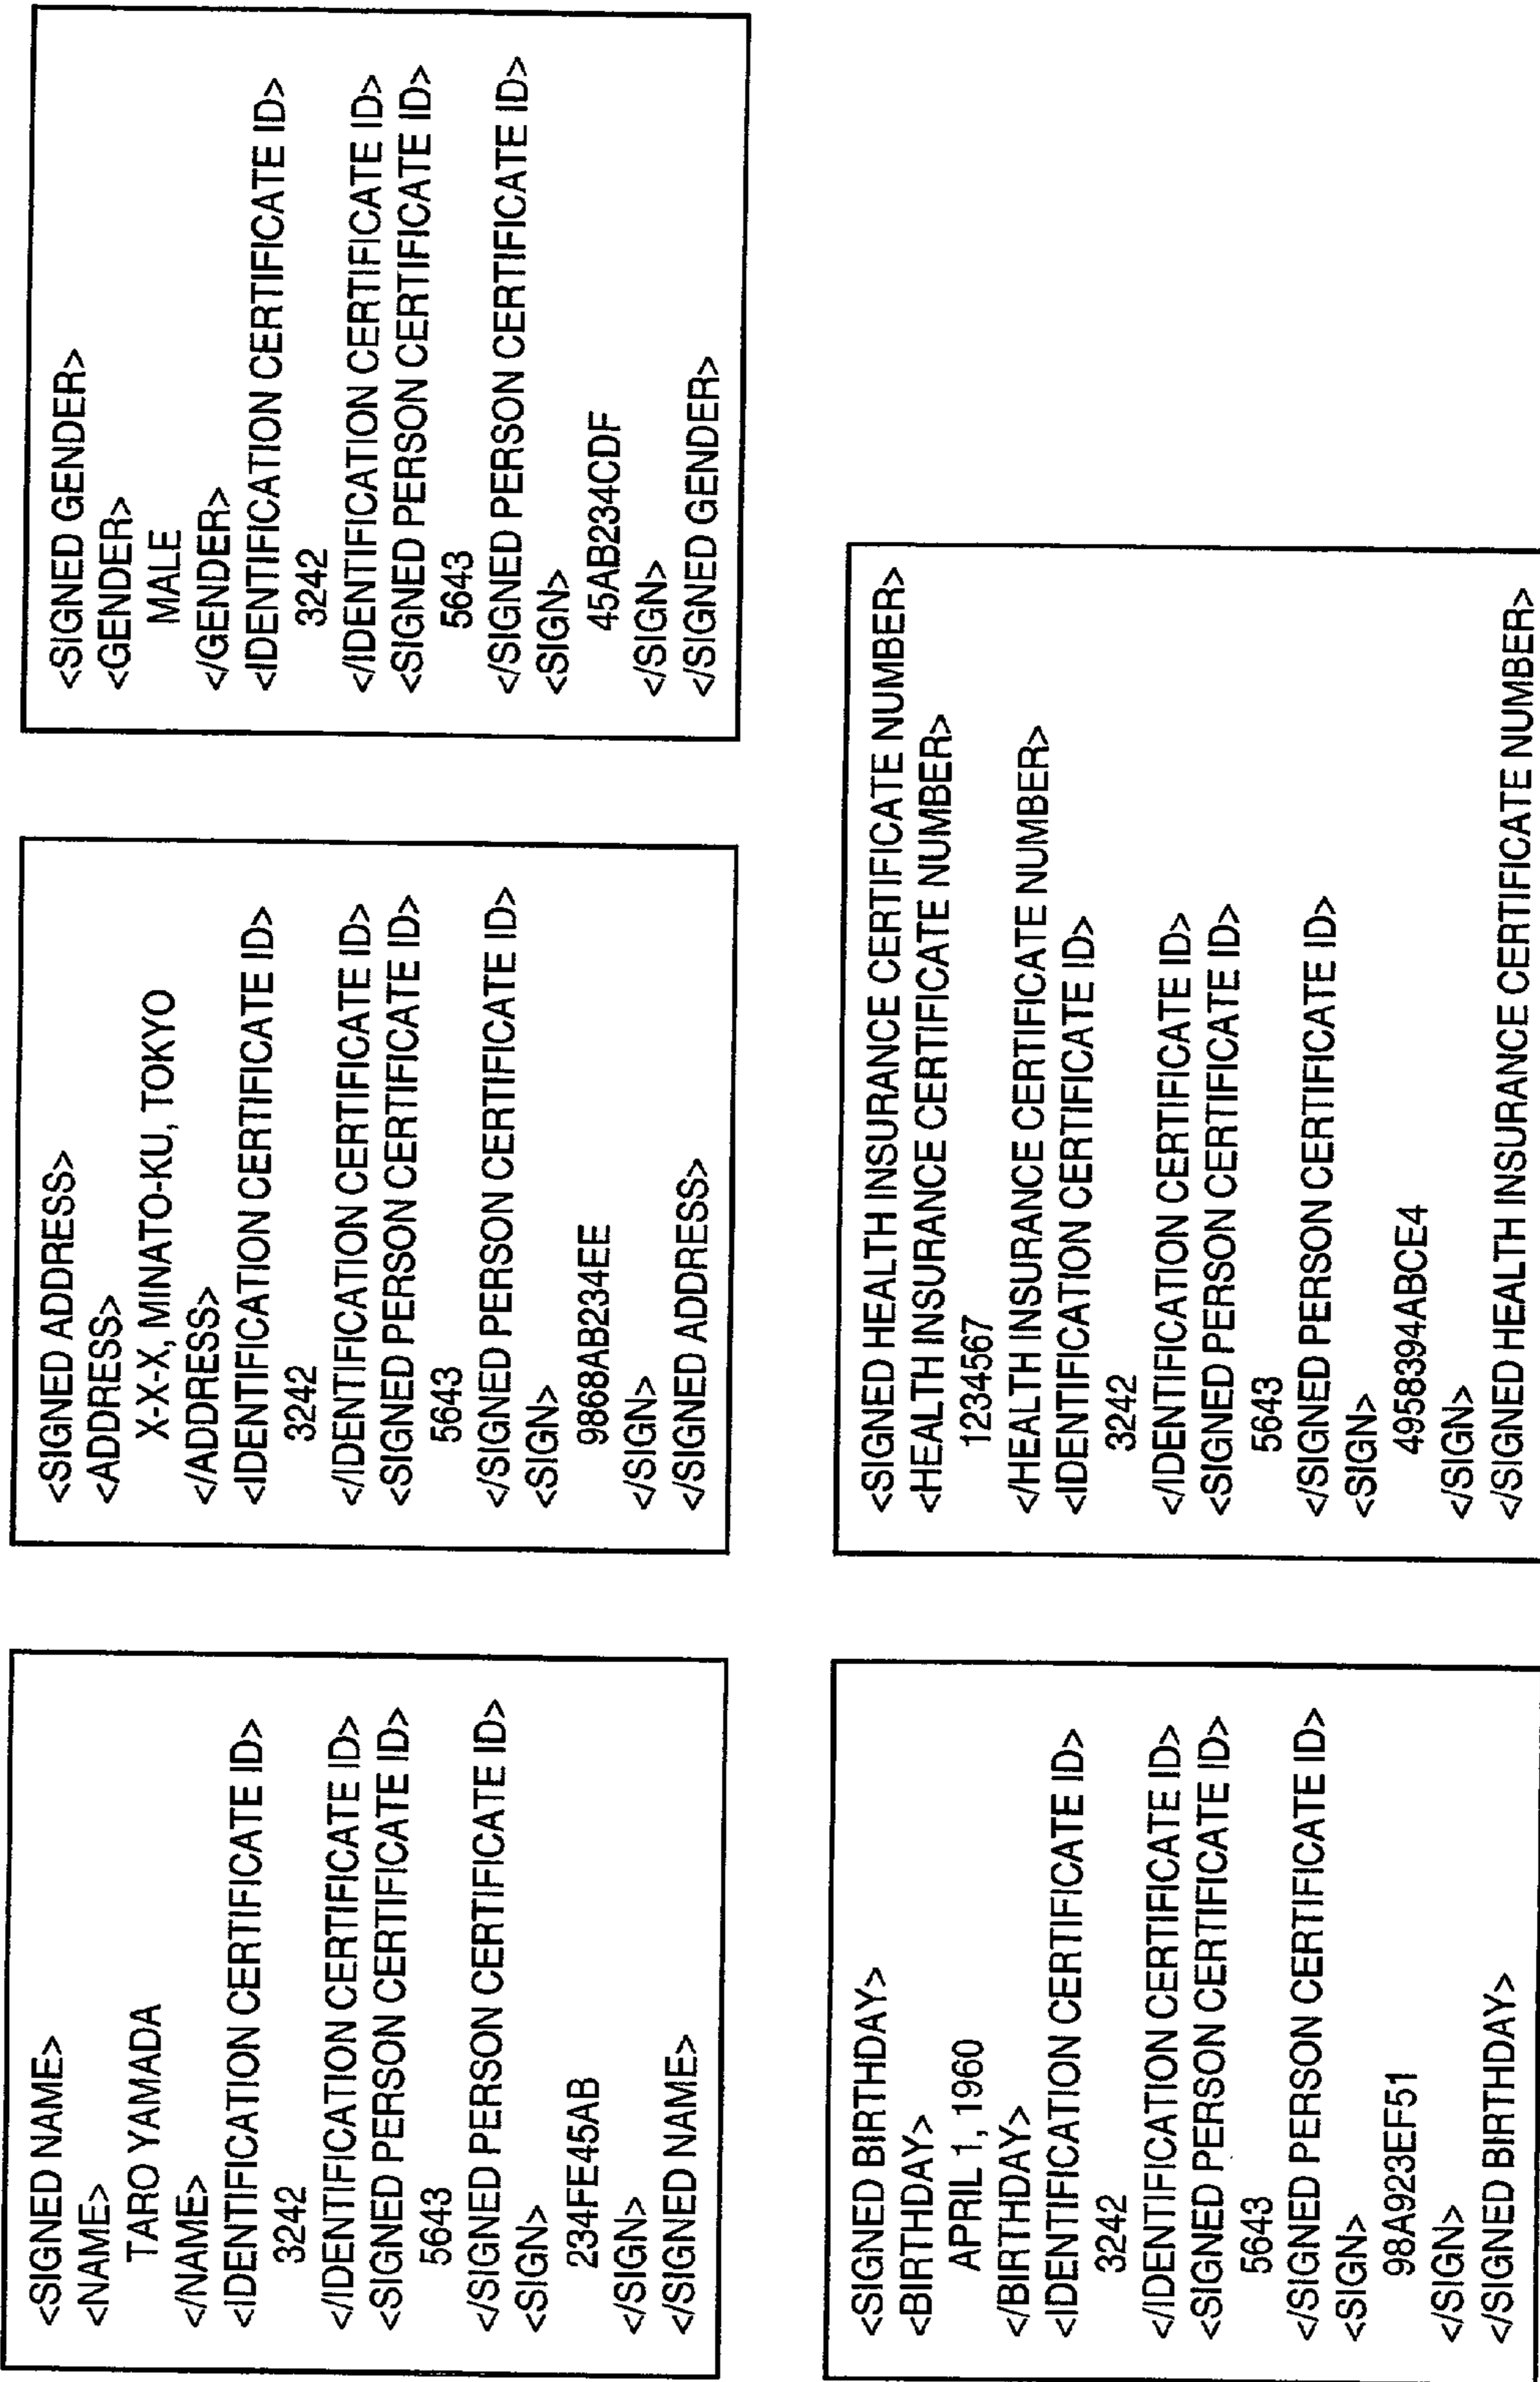 <SIGNED NAME>
<NAME>
TARO YAMADA
</NAME>
<IDENTIFICATION CERTIFICATE ID>
3242
</IDENTIFICATION CERTIFICATE ID>
<SIGNED PERSON CERTIFICATE ID>
5643
</SIGNED PERSON CERTIFICATE ID>
<SIGN>
234FE45AB
</SIGN>
</SIGNED NAME>
<SIGNED ADDRESS>
<ADDRESS>
X-X-X, MINATO-KU, TOKYO
</ADDRESS>
<IDENTIFICATION CERTIFICATE ID>
3242
</IDENTIFICATION CERTIFICATE ID>
<SIGNED PERSON CERTIFICATE ID>
5643
</SIGNED PERSON CERTIFICATE ID>
<SIGN>
9868AB234EE
</SIGN>
</SIGNED ADDRESS>
<SIGNED GENDER>
<GENDER>
MALE
</GENDER>
<IDENTIFICATION CERTIFICATE ID>
3242
</IDENTIFICATION CERTIFICATE ID>
<SIGNED PERSON CERTIFICATE ID>
5643
</SIGNED PERSON CERTIFICATE ID>
<SIGN>
45AB234CDF
</SIGN>
</SIGNED GENDER>
<SIGNED BIRTHDAY>
<BIRTHDAY>
APRIL 1, 1960
</BIRTHDAY>
<IDENTIFICATION CERTIFICATE ID>
3242
</IDENTIFICATION CERTIFICATE ID>
<SIGNED PERSON CERTIFICATE ID>
5643
</SIGNED PERSON CERTIFICATE ID>
<SIGN>
98A923EF51
</SIGN>
</SIGNED BIRTHDAY>
<SIGNED HEALTH INSURANCE CERTIFICATE NUMBER>
<HEALTH INSURANCE CERTIFICATE NUMBER>
1234567
</HEALTH INSURANCE CERTIFICATE NUMBER>
<IDENTIFICATION CERTIFICATE ID>
3242
</IDENTIFICATION CERTIFICATE ID>
<SIGNED PERSON CERTIFICATE ID>
5643
</SIGNED PERSON CERTIFICATE ID>
<SIGN>
4958394ABCE4
</SIGN>
</SIGNED HEALTH INSURANCE CERTIFICATE NUMBER>